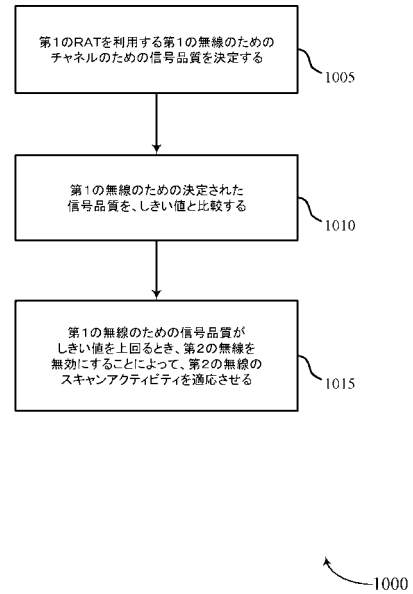 第1のRATを利用する第1の無線のための
チャネルのための信号品質を決定する
1005
第1の無線のための決定された
信号品質を、しきい値と比較する
1010
第1の無線のための信号品質が
しきい値を上回るとき、第2の無線を
無効にすることによって、第2の無線の
スキャンアクティビティを適応させる
1015
1000